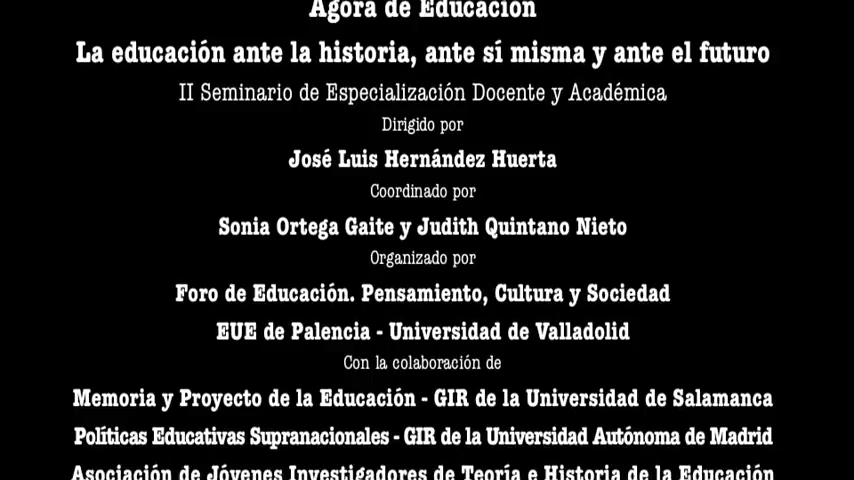 Ágora de Educación
La educación ante la historia, ante sí misma y ante el futuro
II Seminario de Especialización Docente y Académica
Dirigido por
José Luis Hernández Huerta
Coordinado por
Sonia Ortega Gaite y Judith Quintano Nieto
Organizado por
Foro de Educación. Pensamiento, Cultura y Sociedad
EUE de Palencia - Universidad de Valladolid
Con la colaboración de
Memoria y Proyecto de la Educación - GIR de la Universidad de Salamanca
Políticas Educativas Supranacionales - GIR de la Universidad Autónoma de Madrid
Asociación de Jóvenes Investigadores de Teoría e Historia de la Educación